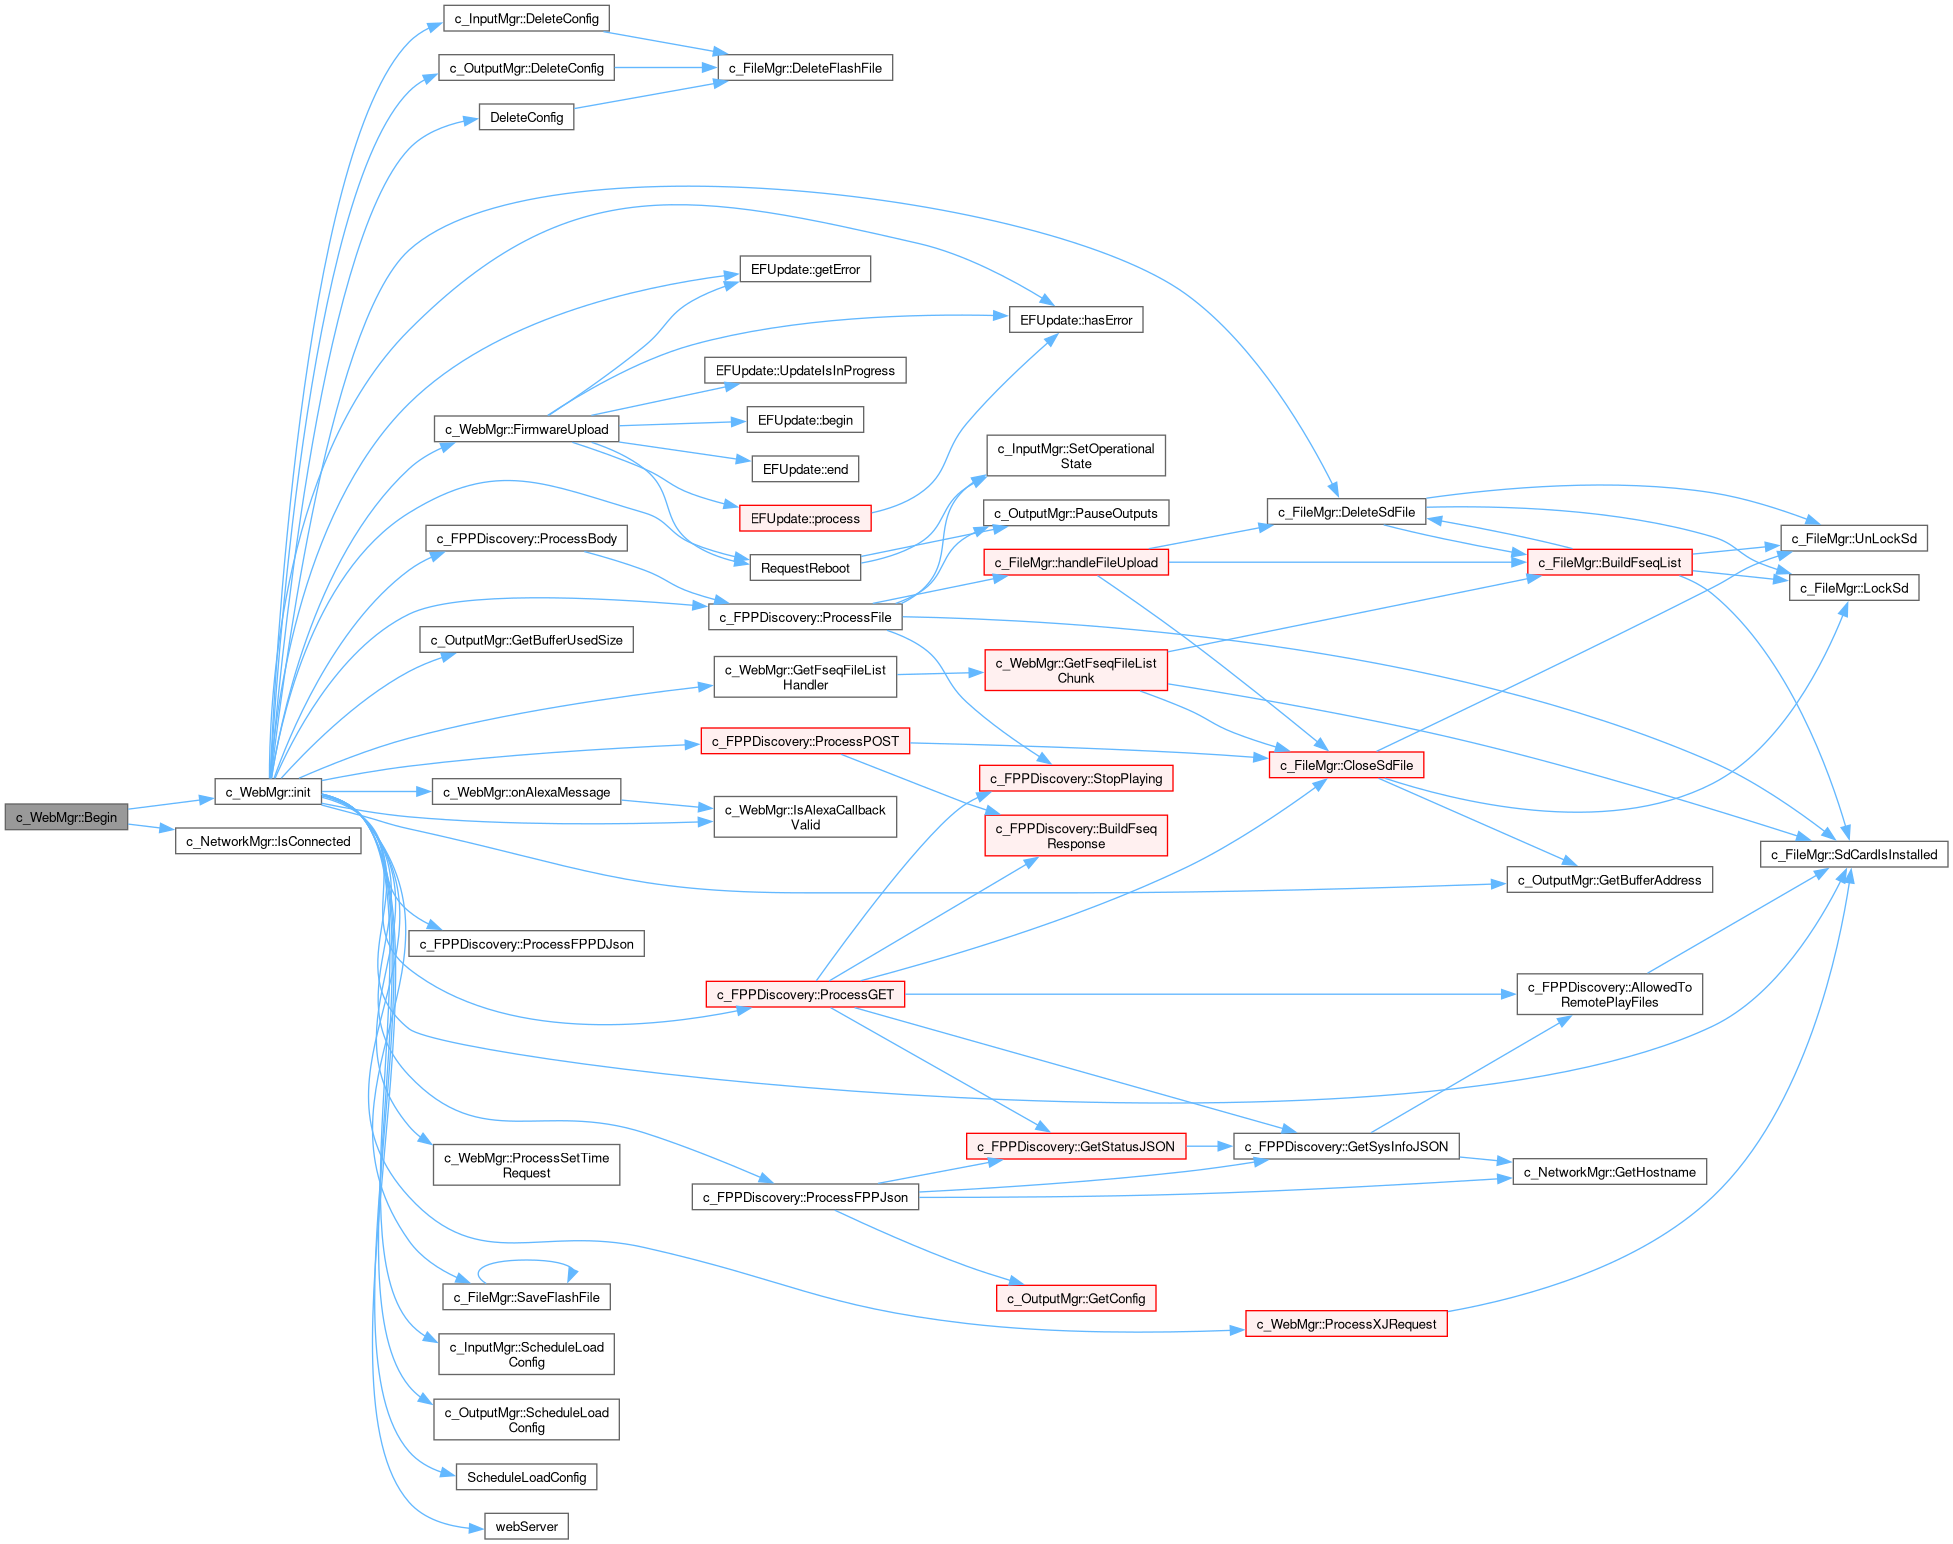 c_InputMgr::DeleteConfig
c_OutputMgr::DeleteConfig
c_FileMgr::DeleteFlashFile
DeleteConfig
EFUpdate::getError
EFUpdate::hasError
EFUpdate::UpdateIsInProgress
c_WebMgr::FirmwareUpload
EFUpdate::begin
EFUpdate::end
c_InputMgr::SetOperational
State
EFUpdate::process
c_OutputMgr::PauseOutputs
c_FileMgr::DeleteSdFile
c_FileMgr::UnLockSd
c_FPPDiscovery::ProcessBody
RequestReboot
c_FileMgr::handleFileUpload
c_FileMgr::BuildFseqList
c_FileMgr::LockSd
c_FPPDiscovery::ProcessFile
c_OutputMgr::GetBufferUsedSize
c_WebMgr::GetFseqFileList
Handler
c_WebMgr::GetFseqFileList
Chunk
c_FPPDiscovery::ProcessPOST
c_FileMgr::CloseSdFile
c_FPPDiscovery::StopPlaying
c_WebMgr::Begin
c_WebMgr::init
c_WebMgr::onAlexaMessage
c_WebMgr::IsAlexaCallback
Valid
c_NetworkMgr::IsConnected
c_FPPDiscovery::BuildFseq
Response
c_FileMgr::SdCardIsInstalled
c_OutputMgr::GetBufferAddress
c_FPPDiscovery::ProcessFPPDJson
c_FPPDiscovery::ProcessGET
c_FPPDiscovery::AllowedTo
RemotePlayFiles
c_WebMgr::ProcessSetTime
Request
c_FPPDiscovery::GetStatusJSON
c_FPPDiscovery::GetSysInfoJSON
c_NetworkMgr::GetHostname
c_FPPDiscovery::ProcessFPPJson
c_FileMgr::SaveFlashFile
c_OutputMgr::GetConfig
c_WebMgr::ProcessXJRequest
c_InputMgr::ScheduleLoad
Config
c_OutputMgr::ScheduleLoad
Config
ScheduleLoadConfig
webServer